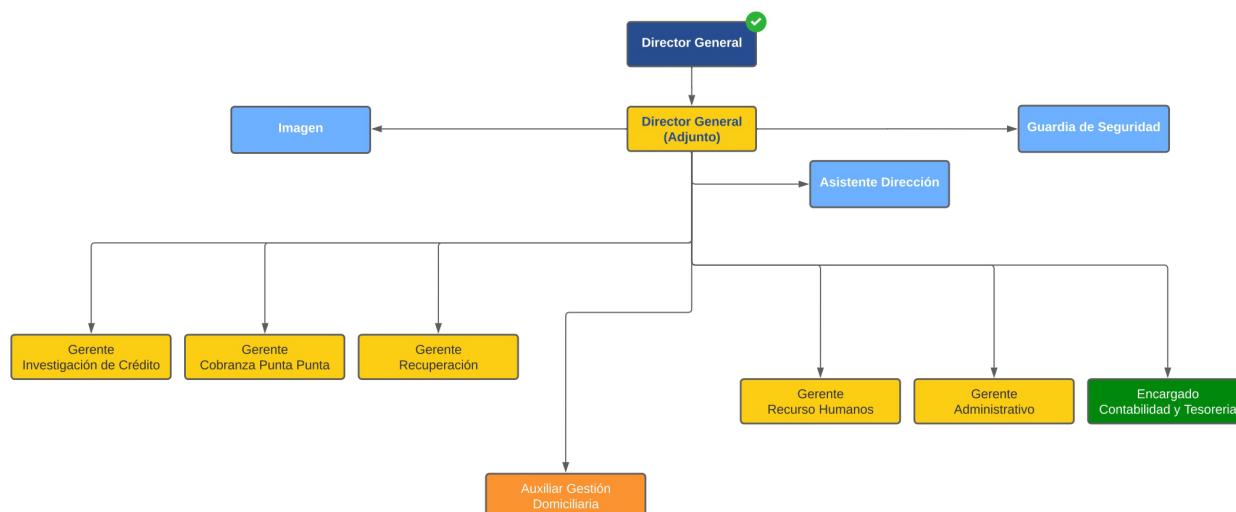 Director General
Imagen
Director General
(Adjunto)
Guardia de Seguridad
Asistente Dirección
Gerente
Investigación de Crédito
Gerente
Cobranza Punta Punta
Gerente
Recuperación
Gerente
Recurso Humanos
Gerente
Administrativo
Encargado
Contabilidad y Tesoreria
Auxiliar Gestión
Domiciliaria